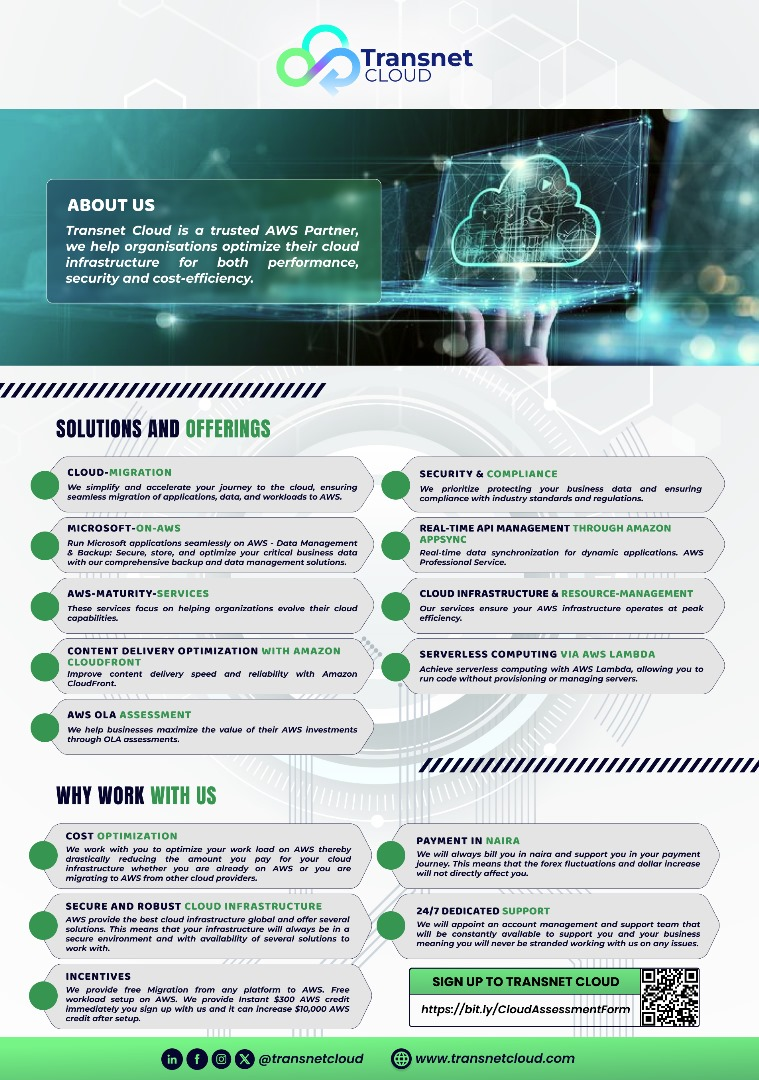 Transnet
CLOUD
ABOUT US
Transnet Cloud is a trusted AWS Partner,
we help organisations optimize their cloud
infrastructure for both performance,
security and cost-efficiency.
SOLUTIONS AND OFFERINGS
CLOUD-MIGRATION
We simplify and accelerate your journey to the cloud, ensuring
seamless migration of applications, data, and workloads to AWS.
MICROSOFT-ON-AWS
Run Microsoft applications seamlessly on AWS - Data Management
& Backup: Secure, store, and optimize your critical business data
with our comprehensive backup and data management solutions.
AWS-MATURITY-SERVICES
These services focus on helping organizations evolve their cloud
capabilities.
CONTENT DELIVERY OPTIMIZATION WITH AMAZON
CLOUDFRONT
Improve content delivery speed and reliability with Amazon
CloudFront.
AWS OLA ASSESSMENT
We help businesses maximize the value of their AWS investments
through OLA assessments.
SECURITY & COMPLIANCE
We prioritize protecting your business data and ensuring
compliance with industry standards and regulations.
REAL-TIME API MANAGEMENT THROUGH AMAZON
APPSYNC
Real-time data synchronization for dynamic applications. AWS
Professional Service.
CLOUD INFRASTRUCTURE & RESOURCE-MANAGEMENT
Our services ensure your AWS infrastructure operates at peak
efficiency.
SERVERLESS COMPUTING VIA AWS LAMBDA
Achieve serverless computing with AWS Lambda, allowing you to
run code without provisioning or managing servers.
WHY WORK WITH US
COST OPTIMIZATION
We work with you to optimize your work load on AWS thereby
drastically reducing the amount you pay for your cloud
infrastructure whether you are already on AWS or you are
migrating to AWS from other cloud providers.
SECURE AND ROBUST CLOUD INFRASTRUCTURE
AWS provide the best cloud infrastructure global and offer several
solutions. This means that your infrastructure will always be in a
secure environment and with availability of several solutions to
work with.
INCENTIVES
We provide free Migration from any platform to AWS. Free
workload setup on AWS. We provide Instant $300 AWS credit
immediately you sign up with us and it can increase $10,000 AWS
credit after setup.
PAYMENT IN NAIRA
We will always bill you in naira and support you in your payment
journey. This means that the forex fluctuations and dollar increase
will not directly affect you.
24/7 DEDICATED SUPPORT
We will appoint an account management and support team that
will be constantly available to support you and your business
meaning you will never be stranded working with us on any issues.
SIGN UP TO TRANSNET CLOUD
https://bit.ly/CloudAssessmentForm
@transnetcloud
www.transnetcloud.com